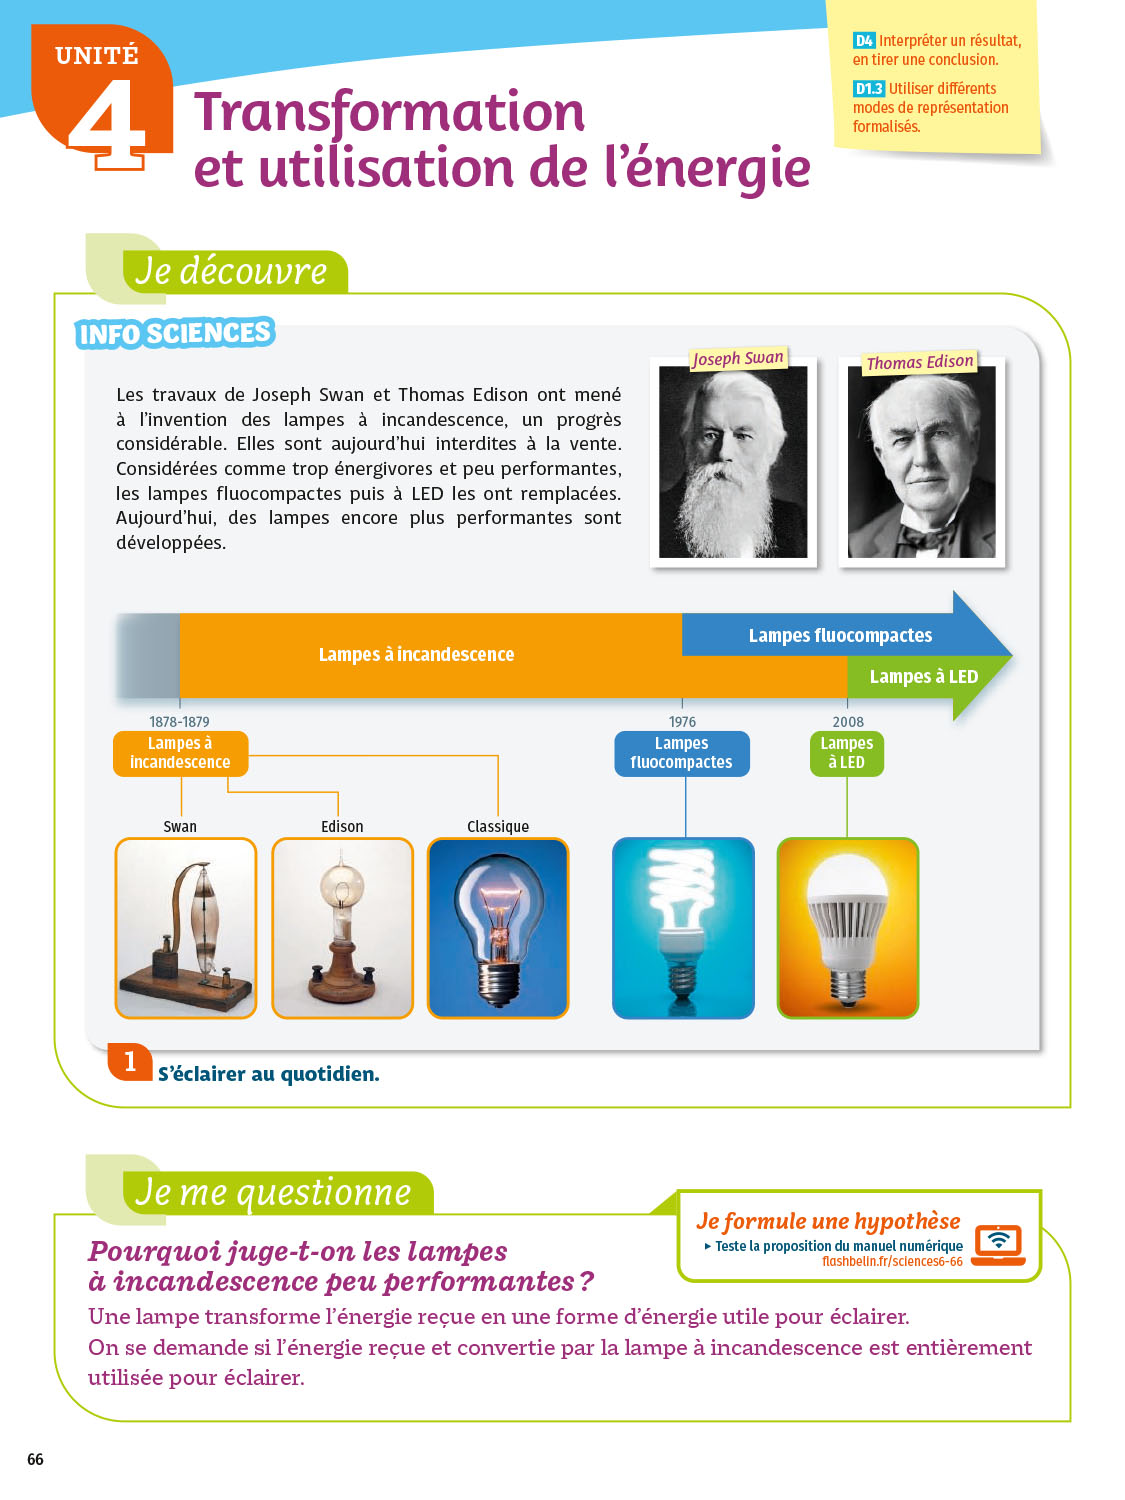 UNITÉ
4
Transformation
et utilisation de l'énergie
D4 Interpréter un résultat,
en tirer une conclusion.
D1.3 Utiliser différents
modes de représentation
formalisés.
Je découvre
INFO SCIENCES
Les travaux de Joseph Swan et Thomas Edison ont mené
à l'invention des lampes à incandescence, un progrès
considérable. Elles sont aujourd'hui interdites à la vente.
Considérées comme trop énergivores et peu performantes,
les lampes fluocompactes puis à LED les ont remplacées.
Aujourd'hui, des lampes encore plus performantes sont
développées.
Joseph Swan
Thomas Edison
Lampes à incandescence
Lampes fluocompactes
Lampes à LED
1878-1879
1976
2008
Lampes à
incandescence
Lampes
fluocompactes
Lampes
à LED
Swan
Edison
Classique
1
S'éclairer au quotidien.
Je me questionne
Je formule une hypothèse
▸ Teste la proposition du manuel numérique
flashbelin.fr/sciences6-66
Pourquoi juge-t-on les lampes
à incandescence peu performantes ?
Une lampe transforme l'énergie reçue en une forme d'énergie utile pour éclairer.
On se demande si l'énergie reçue et convertie par la lampe à incandescence est entièrement
utilisée pour éclairer.
66